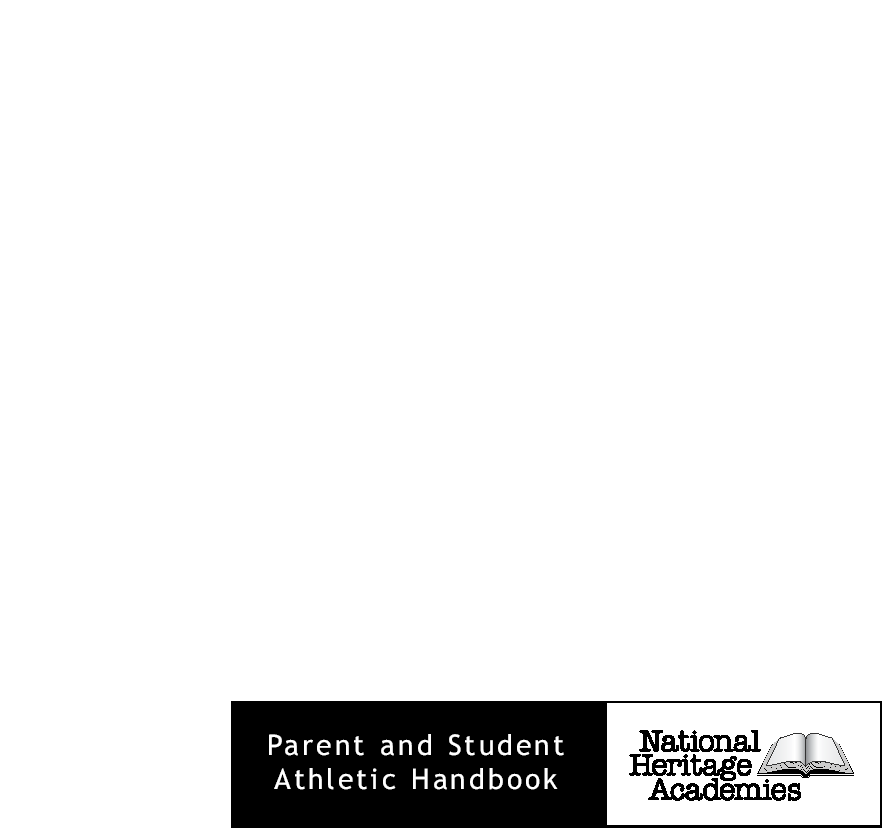 Parent and Student
Athletic Handbook
National
Heritage
Academies